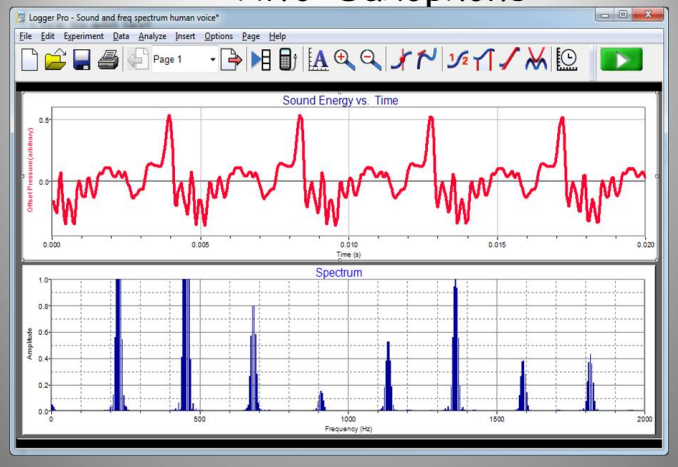 Logger Pro - Sound and freq spectrum human voice*
File Edit Experiment Data Analyze Insert Options Page Help
Page 1
Sound Energy vs. Time
Offset Pressure (arbitrary)
0.5
0.0
0.000 0.005 0.010 0.015 0.020
Time (s)
Spectrum
Amplitude
1.0
0.8
0.6
0.4
0.2
0.0
0 500 1000 1500 2000
Frequency (Hz)